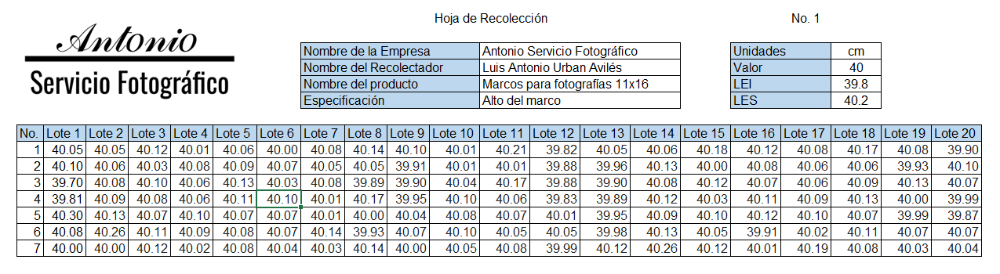 Hoja de Recolección No. 1
Antonio
Servicio Fotográfico
Nombre de la Empresa Antonio Servicio Fotográfico Unidades cm
Nombre del Recolectador Luis Antonio Urban Avilés Valor 40
Nombre del producto Marcos para fotografías 11x16 LEI 39.8
Especificación Alto del marco LES 40.2
No. Lote 1 Lote 2 Lote 3 Lote 4 Lote 5 Lote 6 Lote 7 Lote 8 Lote 9 Lote 10 Lote 11 Lote 12 Lote 13 Lote 14 Lote 15 Lote 16 Lote 17 Lote 18 Lote 19 Lote 20
1 40.05 40.05 40.12 40.01 40.06 40.00 40.08 40.14 40.10 40.01 40.21 39.82 40.05 40.06 40.18 40.12 40.08 40.17 40.08 39.90
2 40.10 40.06 40.03 40.08 40.09 40.07 40.05 40.05 39.91 40.01 40.01 39.88 39.96 40.13 40.00 40.08 40.06 40.06 39.93 40.10
3 39.70 40.08 40.10 40.06 40.13 40.03 40.08 39.89 39.90 40.04 40.17 39.88 39.90 40.08 40.12 40.07 40.06 40.09 40.13 40.07
4 39.81 40.09 40.08 40.06 40.11 40.10 40.01 40.17 39.95 40.10 40.06 39.83 39.89 40.12 40.03 40.11 40.09 40.13 40.00 39.99
5 40.30 40.13 40.07 40.10 40.07 40.07 40.01 40.00 40.04 40.08 40.07 40.01 39.95 40.09 40.10 40.12 40.10 40.07 39.99 39.87
6 40.08 40.26 40.11 40.09 40.08 40.07 40.14 39.93 40.07 40.10 40.05 40.05 39.98 40.13 40.05 39.91 40.02 40.11 40.07 40.07
7 40.00 40.00 40.12 40.02 40.08 40.04 40.03 40.14 40.00 40.05 40.08 39.99 40.12 40.26 40.12 40.01 40.19 40.08 40.03 40.04